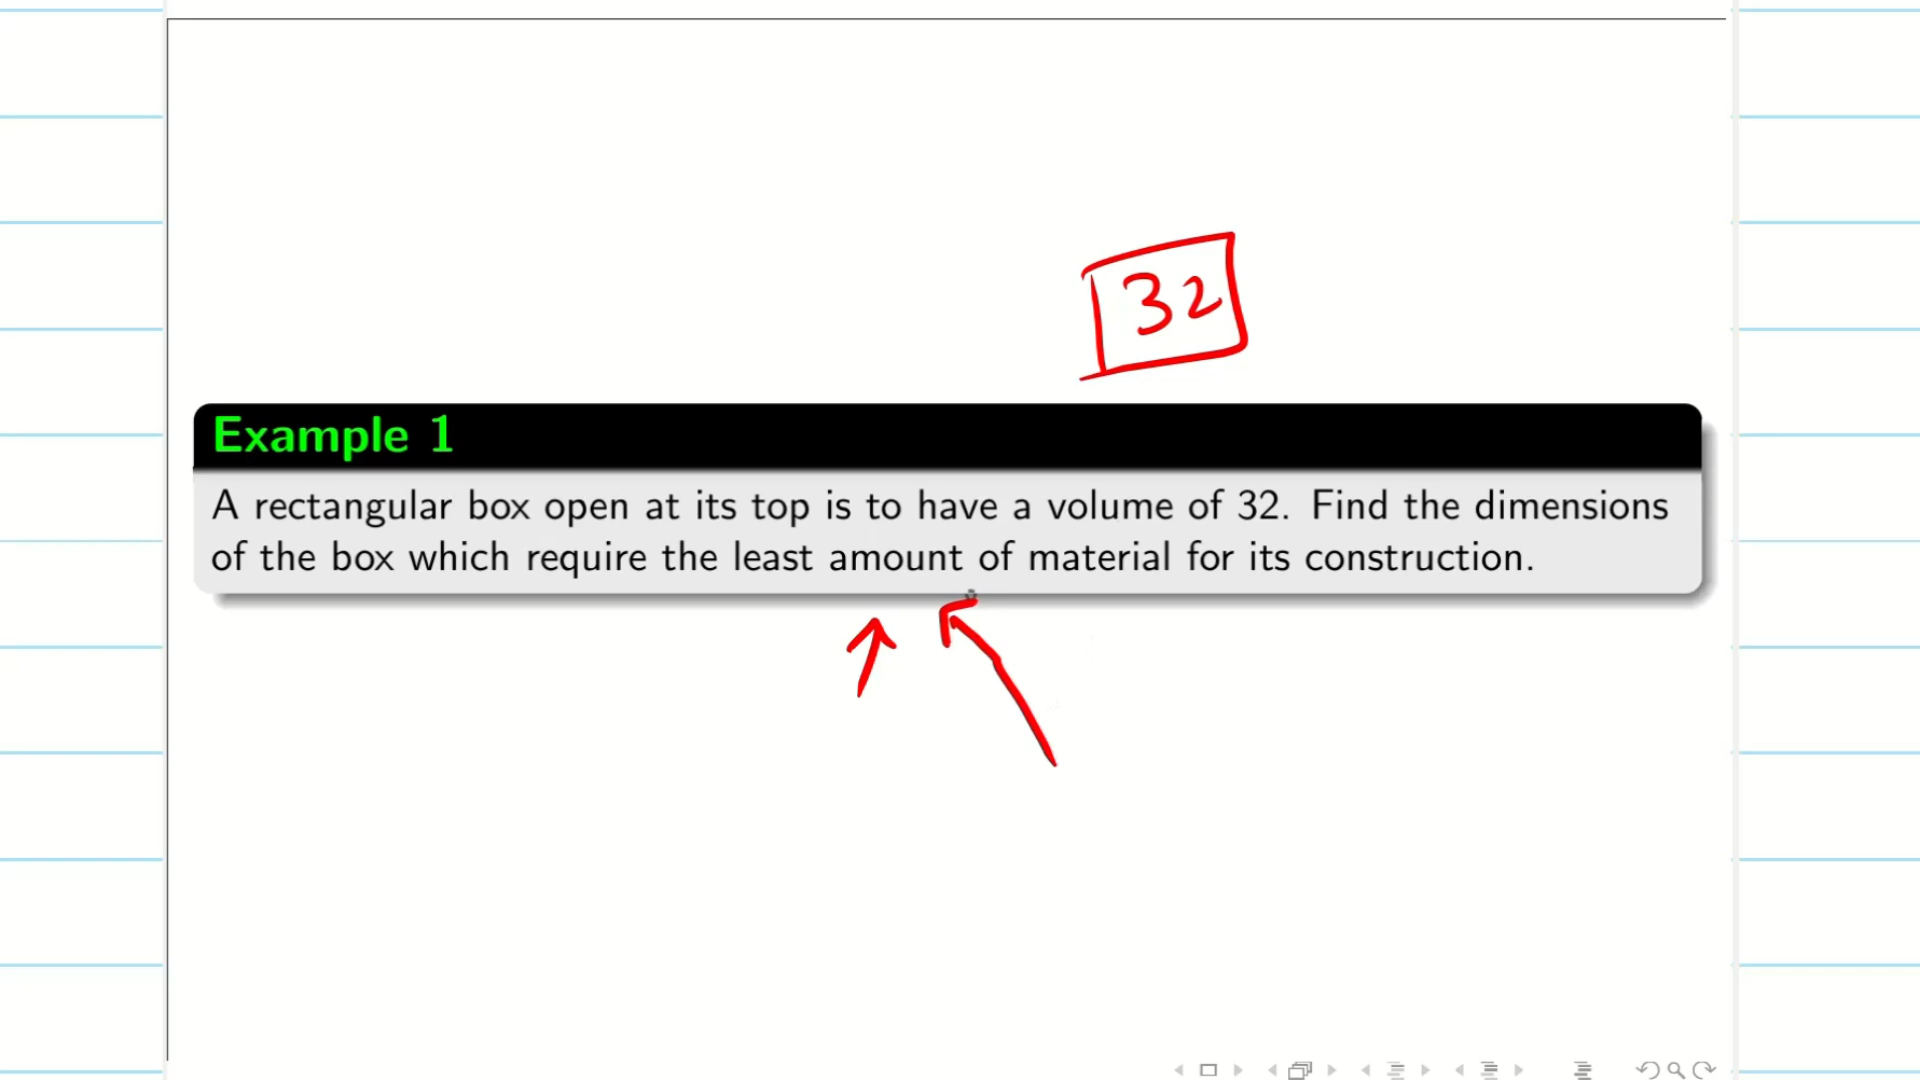 32
Example 1
A rectangular box open at its top is to have a volume of 32. Find the dimensions
of the box which require the least amount of material for its construction.